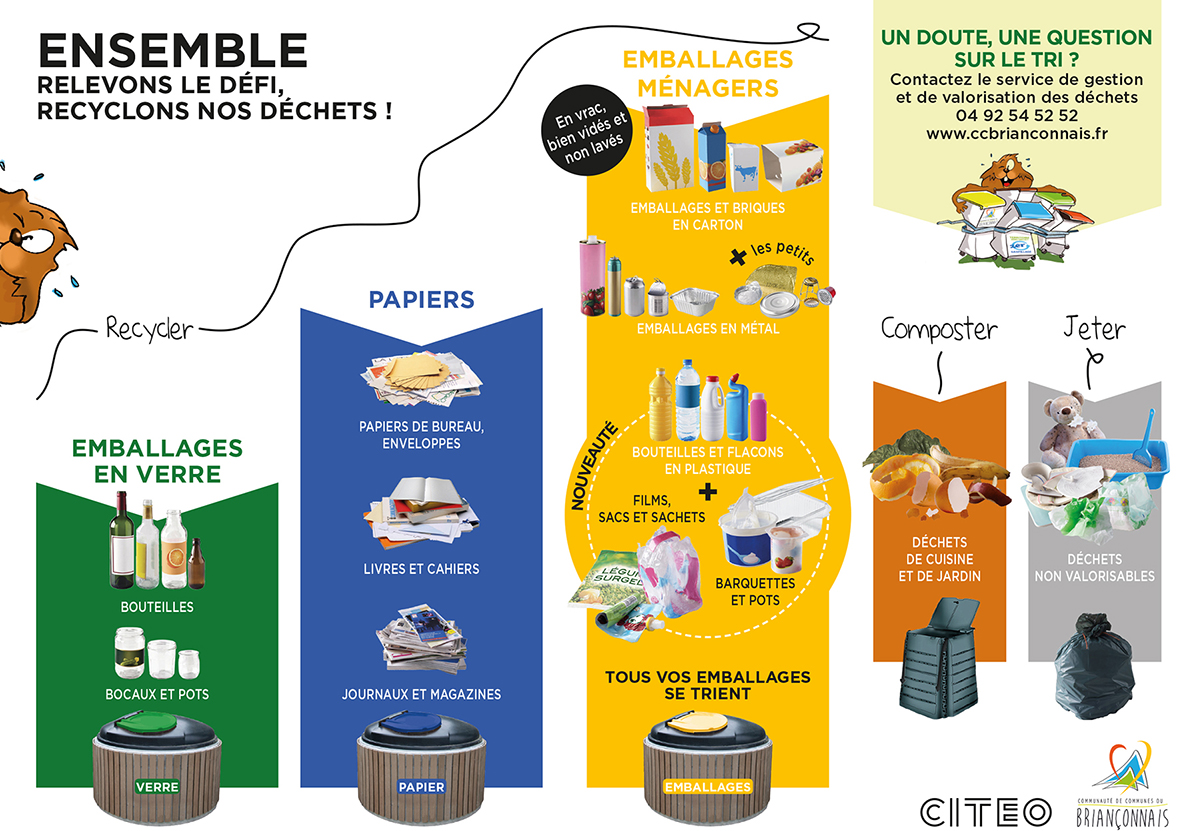 ENSEMBLE
RELEVONS LE DÉFI,
RECYCLONS NOS DÉCHETS !
Recycler
EMBALLAGES
EN VERRE
BOUTEILLES
BOCAUX ET POTS
VERRE
PAPIERS
PAPIERS DE BUREAU,
ENVELOPPES
LIVRES ET CAHIERS
JOURNAUX ET MAGAZINES
PAPIER
EMBALLAGES
MÉNAGERS
En vrac,
bien vidés et
non lavés
EMBALLAGES ET BRIQUES
EN CARTON
+ les petits
EMBALLAGES EN MÉTAL
BOUTEILLES ET FLACONS
EN PLASTIQUE
NOUVEAUTÉ
+
FILMS,
SACS ET SACHETS
LÉGUM
SURGEL
BARQUETTES
ET POTS
TOUS VOS EMBALLAGES
SE TRIENT
EMBALLAGES
UN DOUTE, UNE QUESTION
SUR LE TRI ?
Contactez le service de gestion
et de valorisation des déchets
04 92 54 52 52
www.ccbrianconnais.fr
Composter
DÉCHETS
DE CUISINE
ET DE JARDIN
Jeter
DÉCHETS
NON VALORISABLES
CITEO
COMMUNAUTÉ DE COMMUNES DU
BRIANÇONNAIS